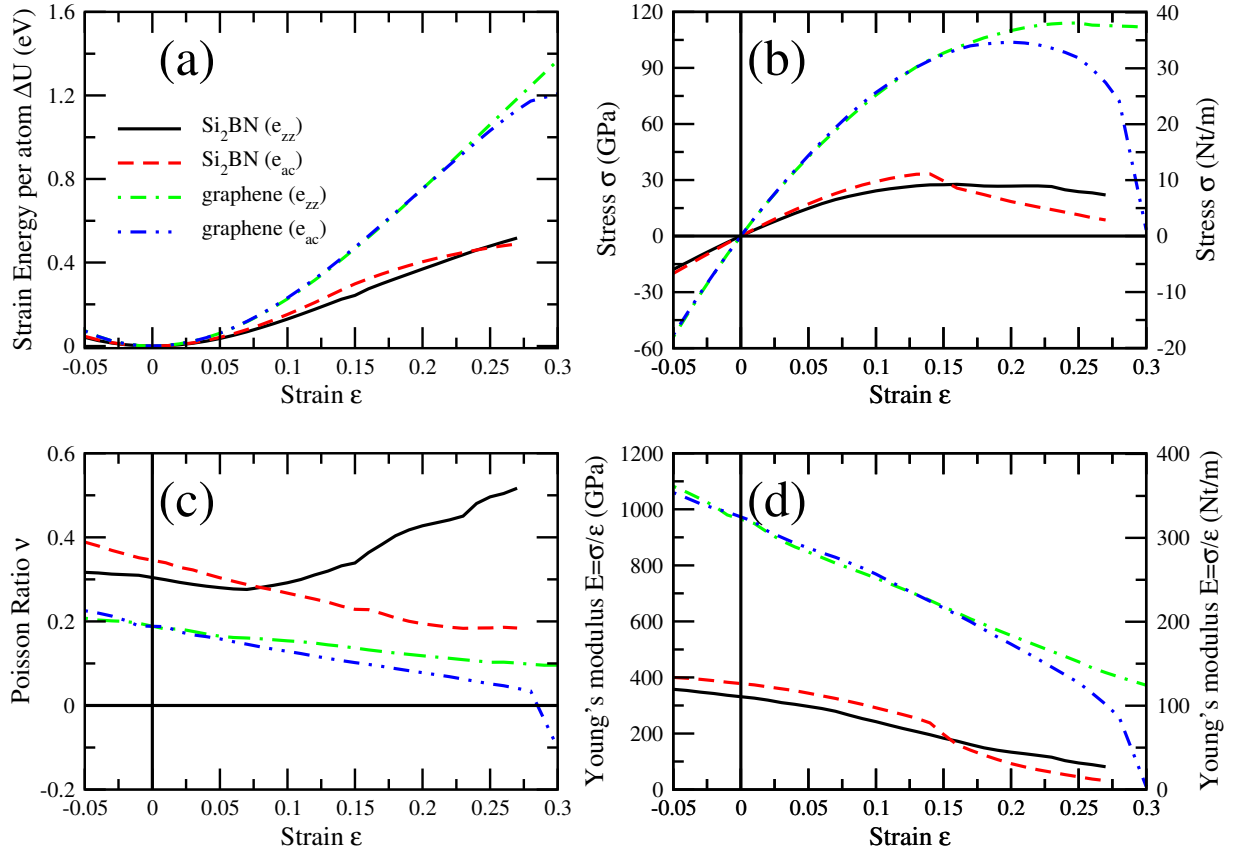 Strain Energy per atom ΔU (eV)
1.6
1.2
0.8
0.4
0
(a)
Si₂BN (e_zz)
Si₂BN (e_ac)
graphene (e_zz)
graphene (e_ac)
-0.05 0 0.05 0.1 0.15 0.2 0.25 0.3
Strain ε
Stress σ (GPa)
120
90
60
30
0
-30
-60
(b)
40
30
20
10
0
-10
-20
Stress σ (Nt/m)
-0.05 0 0.05 0.1 0.15 0.2 0.25 0.3
Strain ε
Poisson Ratio ν
0.6
0.4
0.2
0
-0.2
(c)
-0.05 0 0.05 0.1 0.15 0.2 0.25 0.3
Strain ε
Young's modulus E=σ/ε (GPa)
1200
1000
800
600
400
200
0
(d)
400
300
200
100
0
Young's modulus E=σ/ε (Nt/m)
-0.05 0 0.05 0.1 0.15 0.2 0.25 0.3
Strain ε